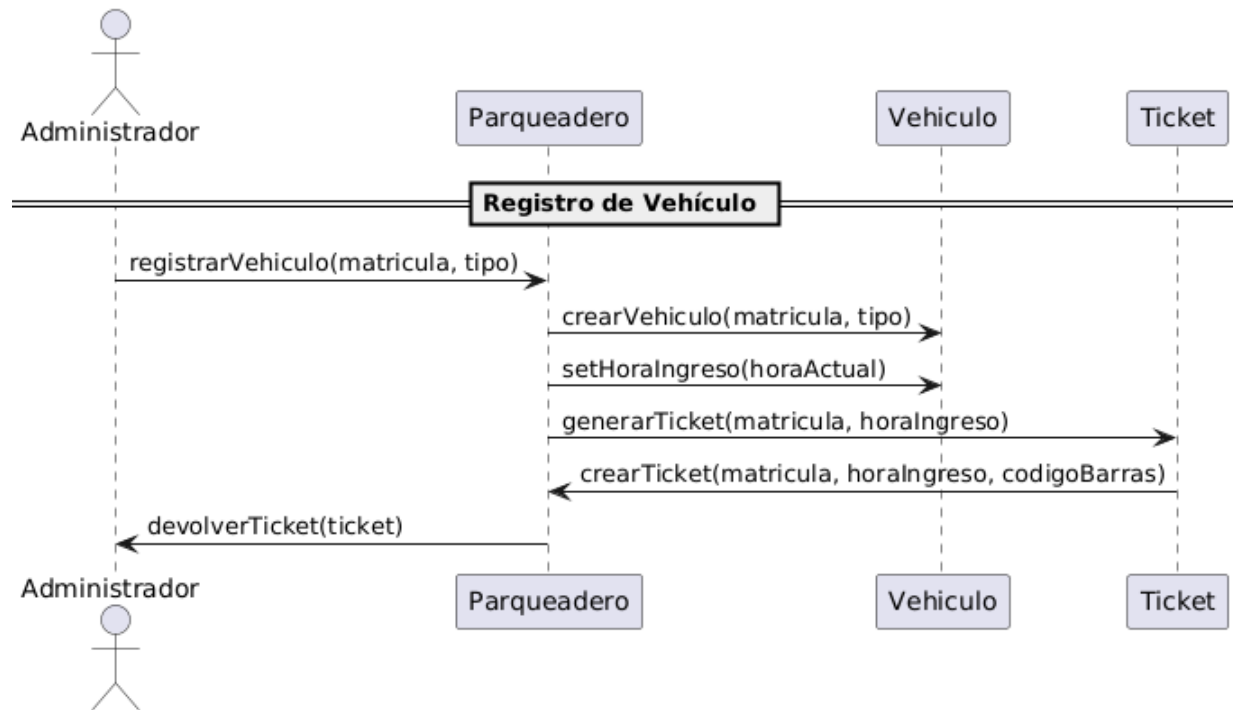 Administrador
Parqueadero
Vehiculo
Ticket
Registro de Vehículo
registrarVehiculo(matricula, tipo)
crearVehiculo(matricula, tipo)
setHoraIngreso(horaActual)
generarTicket(matricula, horaIngreso)
crearTicket(matricula, horaIngreso, codigoBarras)
devolverTicket(ticket)
Administrador
Parqueadero
Vehiculo
Ticket